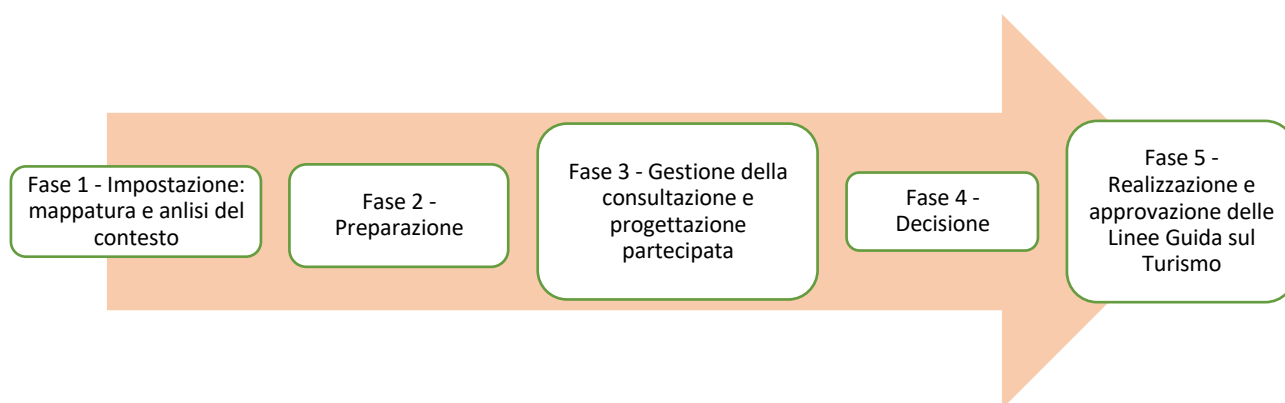 Fase 1 - Impostazione:
mappatura e anlisi del
contesto
Fase 2 -
Preparazione
Fase 3 - Gestione della
consultazione e
progettazione
partecipata
Fase 4 -
Decisione
Fase 5 -
Realizzazione e
approvazione delle
Linee Guida sul
Turismo